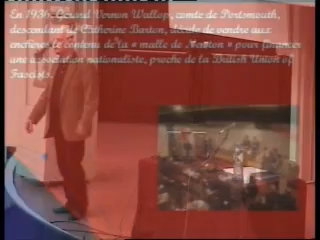 En 1936, Gérard Vernon Wallop, comte de Portsmouth,
descendant de Catherine Barton, décide de vendre aux
enchères le contenu de la « malle de Newton » pour financer
une association nationaliste, proche de la British Union of
Fascists.